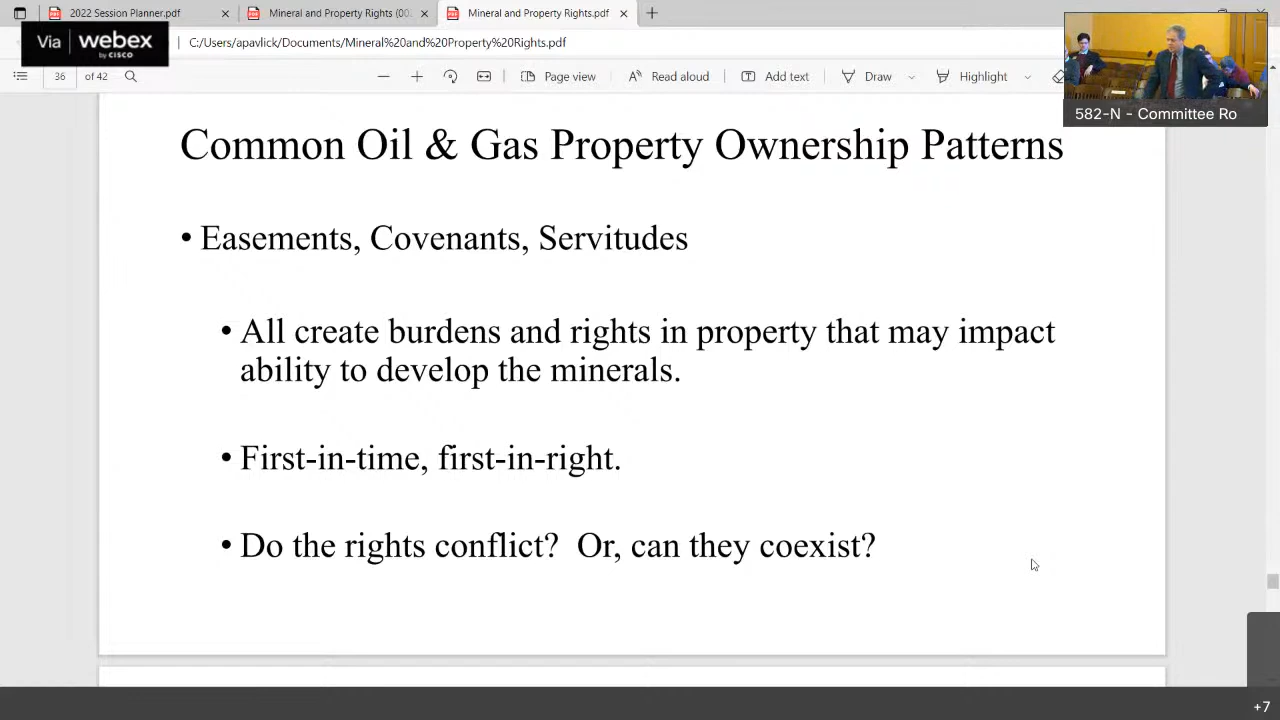 2022 Session Planner.pdf
Mineral and Property Rights (00
Mineral and Property Rights.pdf
Via webex
by CISCO
C:/Users/apavlick/Documents/Mineral%20and%20Property%20Rights.pdf
36 of 42
Page view
Read aloud
Add text
Draw
Highlight
582-N - Committee Ro
Common Oil & Gas Property Ownership Patterns
• Easements, Covenants, Servitudes
• All create burdens and rights in property that may impact
ability to develop the minerals.
• First-in-time, first-in-right.
• Do the rights conflict?  Or, can they coexist?
+7